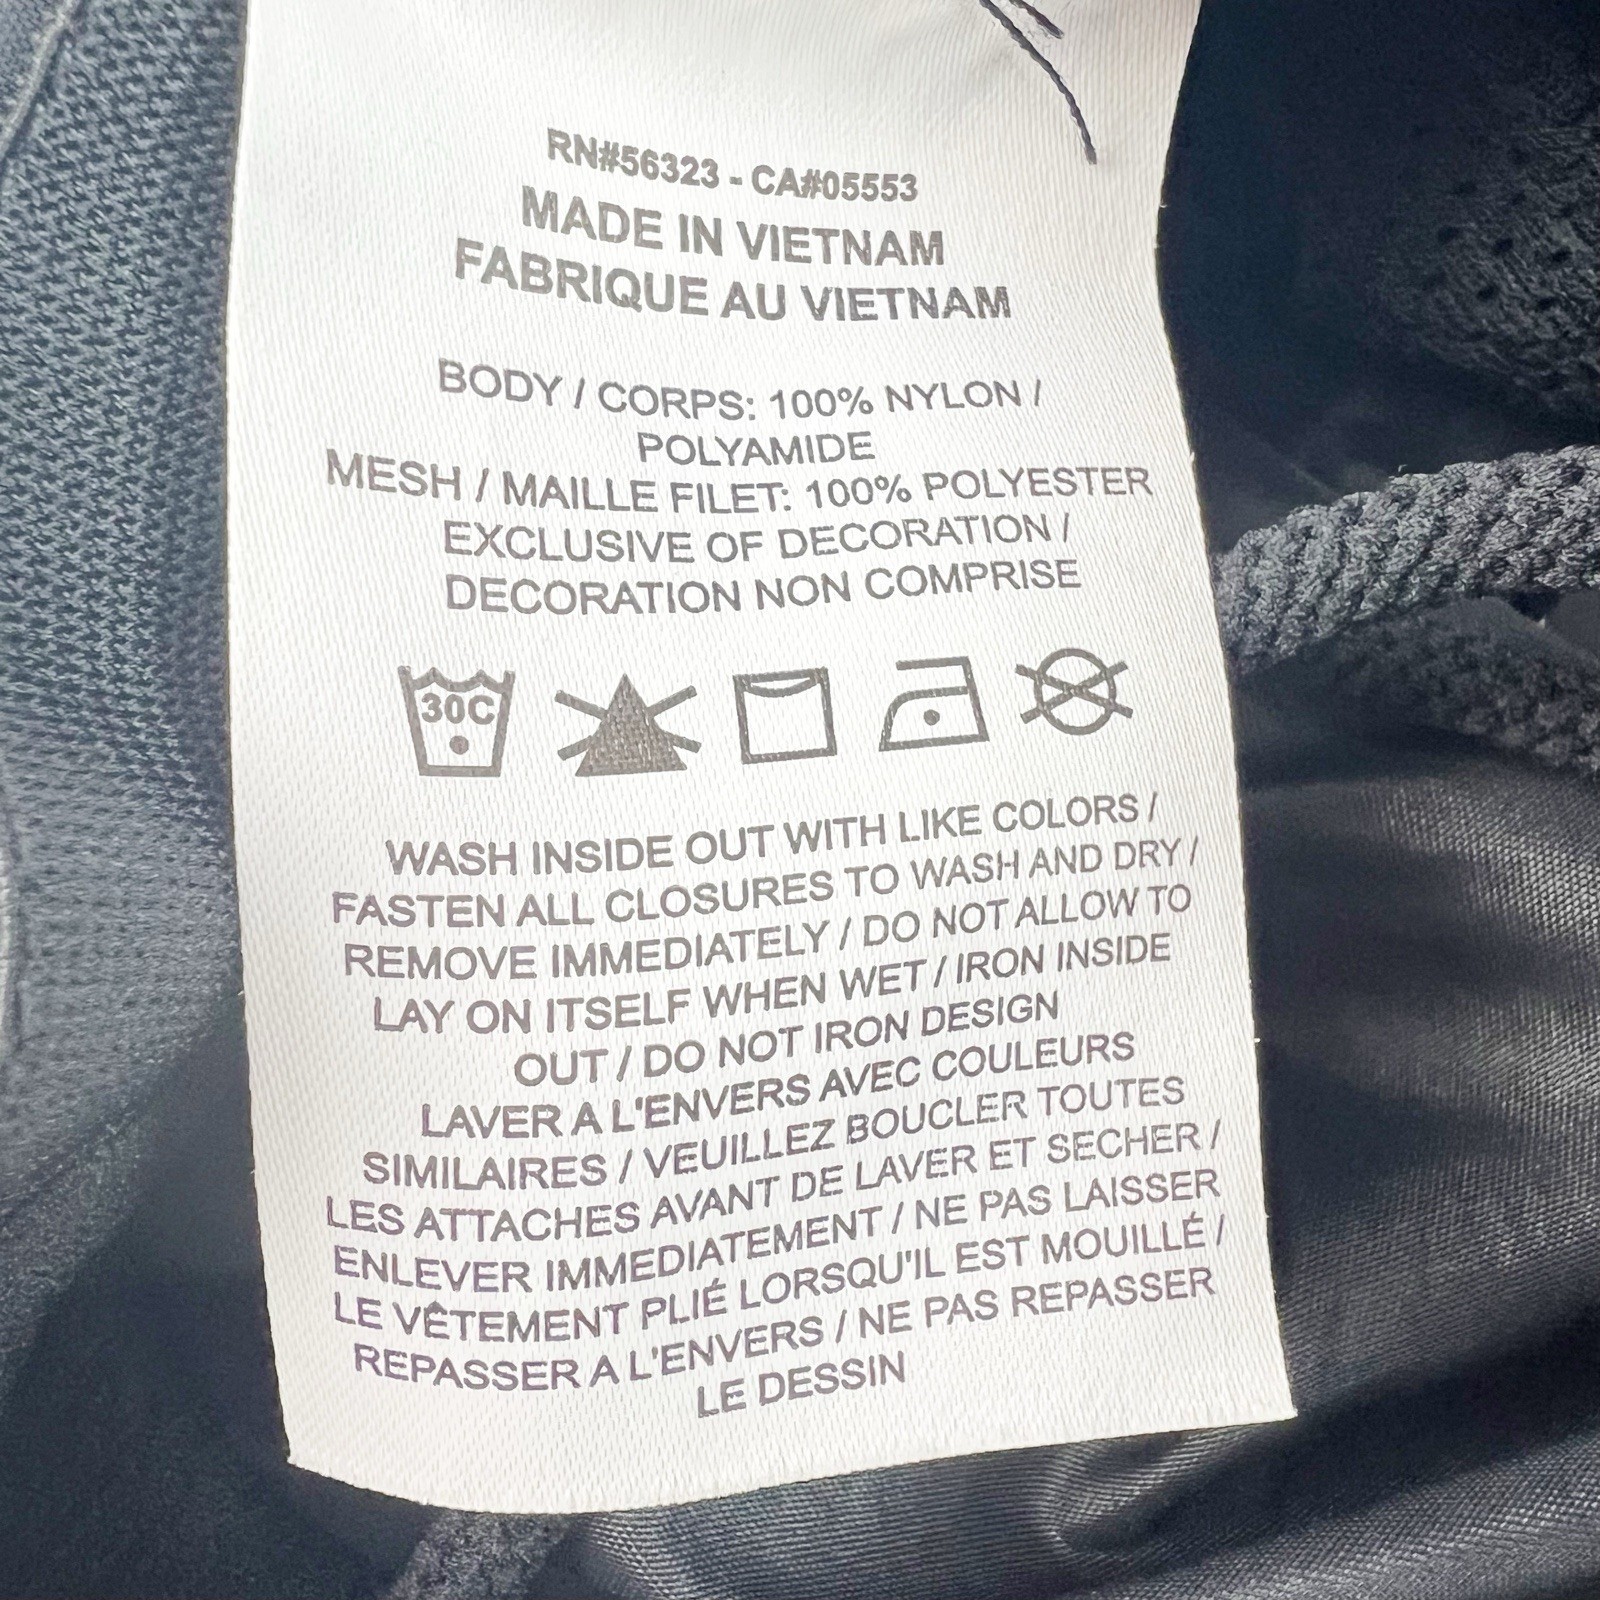 RN#56323 - CA#05553
MADE IN VIETNAM
FABRIQUE AU VIETNAM
BODY / CORPS: 100% NYLON /
POLYAMIDE
MESH / MAILLE FILET: 100% POLYESTER
EXCLUSIVE OF DECORATION /
DECORATION NON COMPRISE
30C
WASH INSIDE OUT WITH LIKE COLORS /
FASTEN ALL CLOSURES TO WASH AND DRY /
REMOVE IMMEDIATELY / DO NOT ALLOW TO
LAY ON ITSELF WHEN WET / IRON INSIDE
OUT / DO NOT IRON DESIGN
LAVER A L'ENVERS AVEC COULEURS
SIMILAIRES / VEUILLEZ BOUCLER TOUTES
LES ATTACHES AVANT DE LAVER ET SECHER /
ENLEVER IMMEDIATEMENT / NE PAS LAISSER
LE VÊTEMENT PLIÉ LORSQU'IL EST MOUILLÉ /
REPASSER A L'ENVERS / NE PAS REPASSER
LE DESSIN